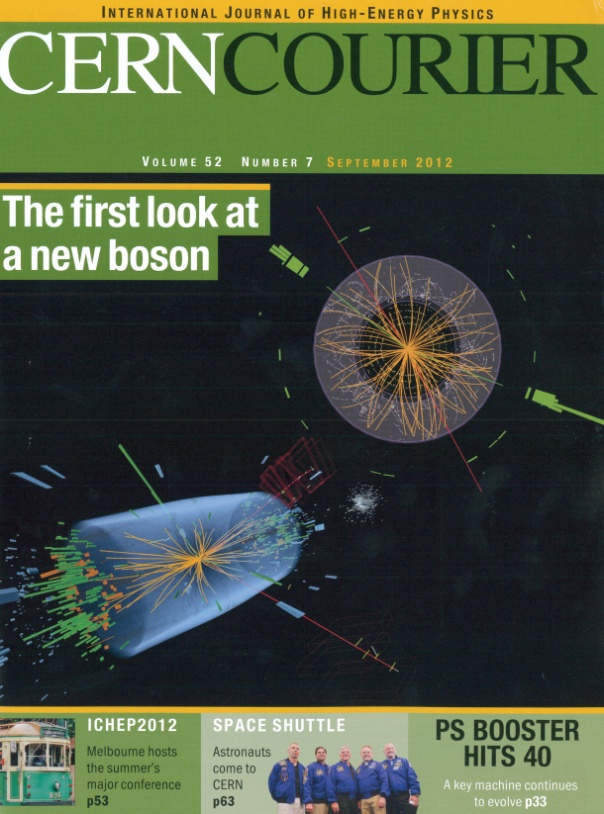 INTERNATIONAL JOURNAL OF HIGH-ENERGY PHYSICS
CERNCOURIER
VOLUME 52 NUMBER 7 SEPTEMBER 2012
The first look at
a new boson
ICHEP2012
Melbourne hosts
the summer's
major conference
p53
SPACE SHUTTLE
Astronauts
come to
CERN
p63
PS BOOSTER
HITS 40
A key machine continues
to evolve p33